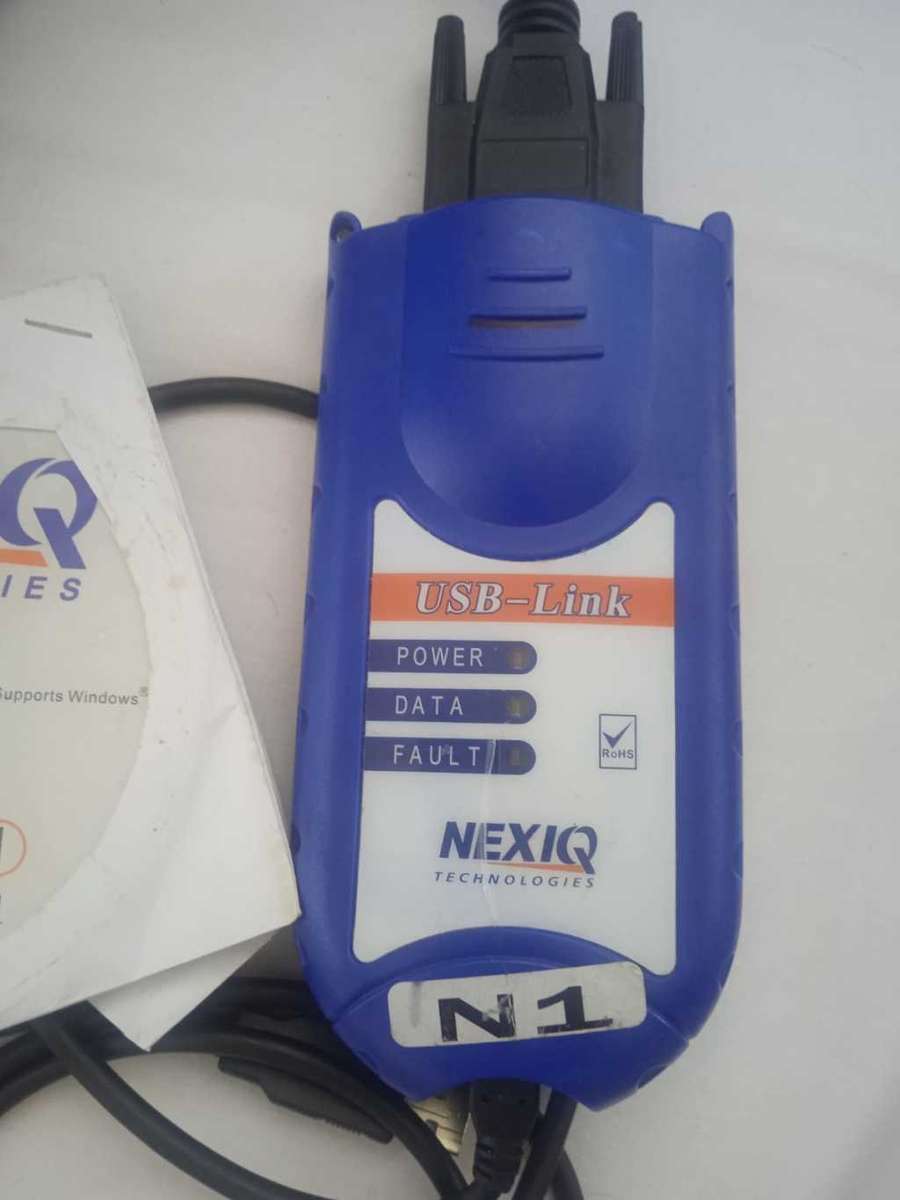 Q
IES
Supports Windows®
USB-Link
POWER
DATA
FAULT
RoHS
NEXIQ
TECHNOLOGIES
N1